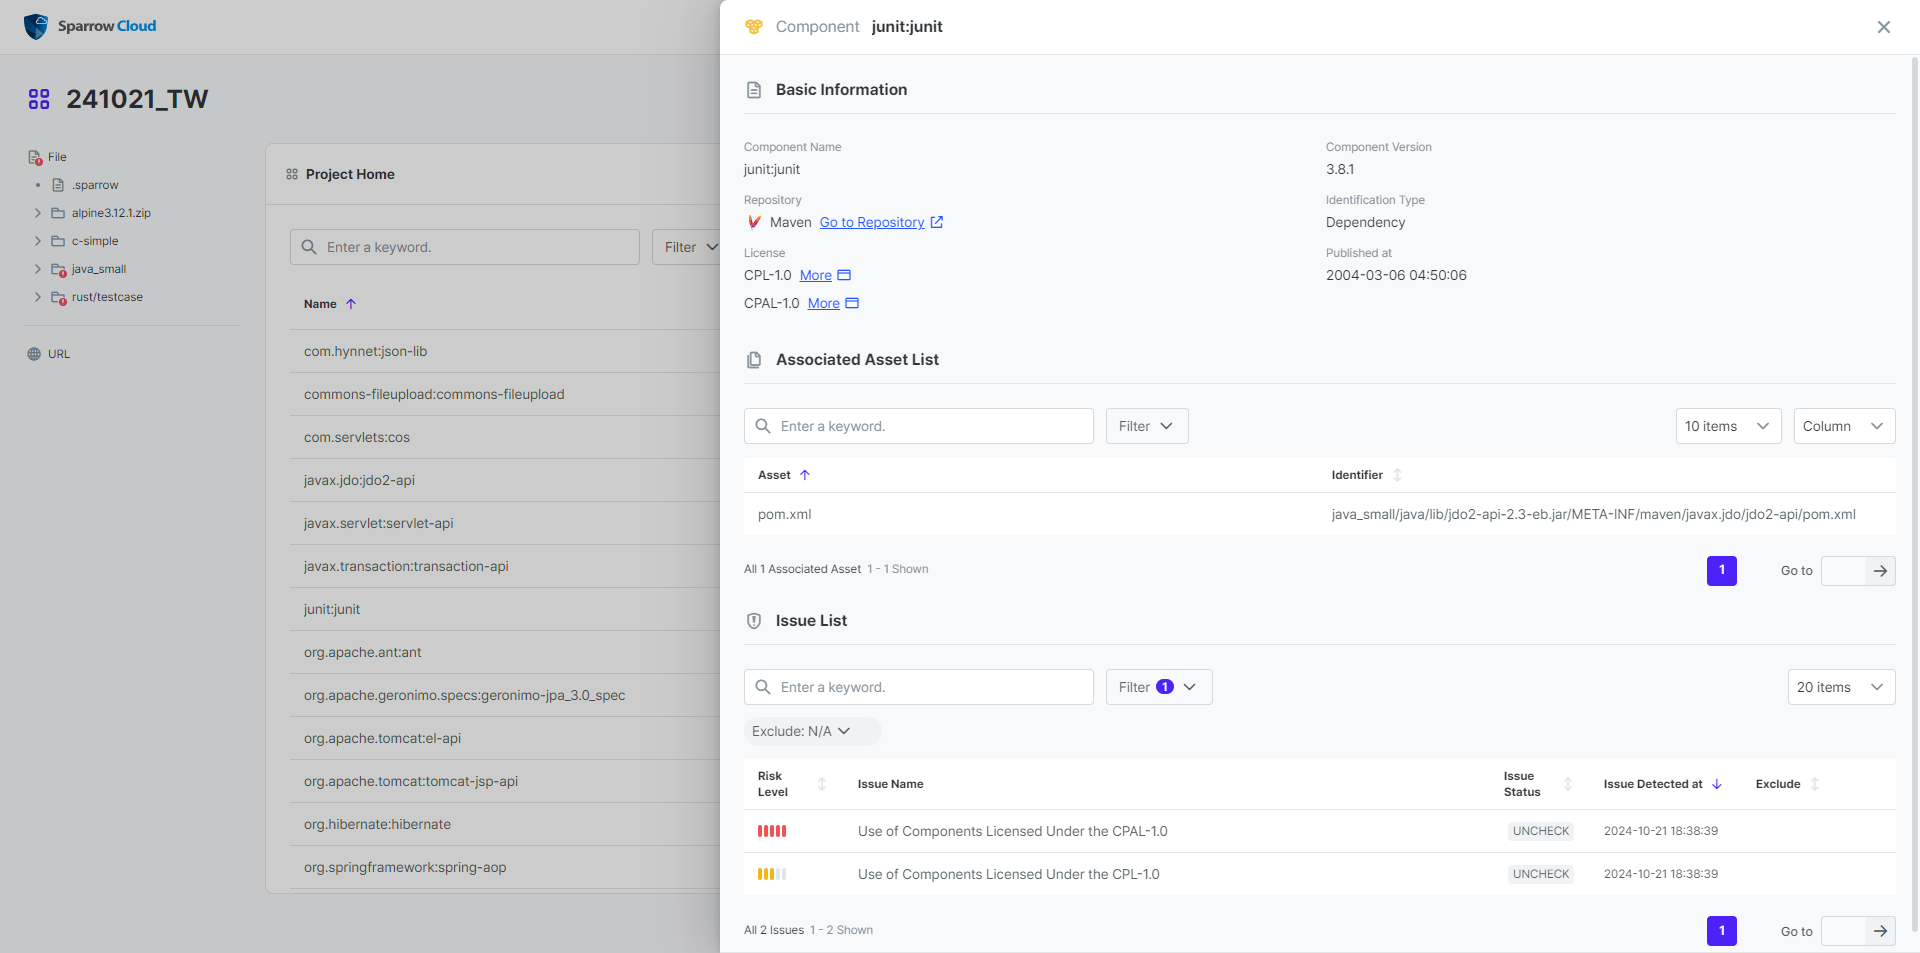 Sparrow Cloud
241021_TW
File
.sparrow
alpine3.12.1.zip
c-simple
java_small
rust/testcase
URL
Project Home
Enter a keyword.
Filter
Name
com.hynnet:json-lib
commons-fileupload:commons-fileupload
com.servlets:cos
javax.jdo:jdo2-api
javax.servlet:servlet-api
javax.transaction:transaction-api
junit:junit
org.apache.ant:ant
org.apache.geronimo.specs:geronimo-jpa_3.0_spec
org.apache.tomcat:el-api
org.apache.tomcat:tomcat-jsp-api
org.hibernate:hibernate
org.springframework:spring-aop
Component junit:junit
Basic Information
Component Name
junit:junit
Component Version
3.8.1
Repository
Maven Go to Repository
Identification Type
Dependency
License
CPL-1.0 More
CPAL-1.0 More
Published at
2004-03-06 04:50:06
Associated Asset List
Enter a keyword.
Filter
10 items
Column
Asset
Identifier
pom.xml
java_small/java/lib/jdo2-api-2.3-eb.jar/META-INF/maven/javax.jdo/jdo2-api/pom.xml
All 1 Associated Asset 1 - 1 Shown
1
Go to
Issue List
Enter a keyword.
Filter 1
20 items
Exclude: N/A
Risk
Level
Issue Name
Issue
Status
Issue Detected at
Exclude
Use of Components Licensed Under the CPAL-1.0
UNCHECK
2024-10-21 18:38:39
Use of Components Licensed Under the CPL-1.0
UNCHECK
2024-10-21 18:38:39
All 2 Issues 1 - 2 Shown
1
Go to